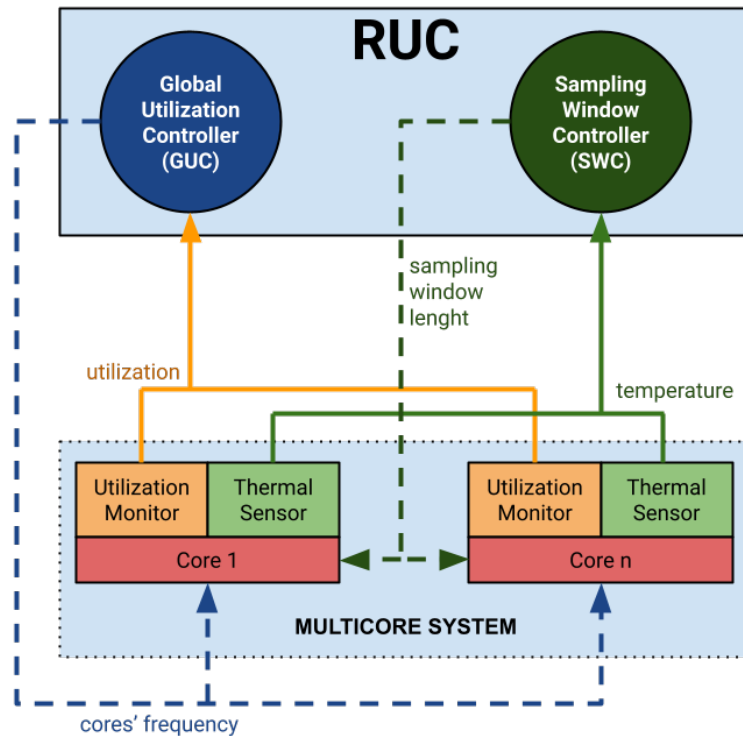 RUC
Global
Utilization
Controller
(GUC)
Sampling
Window
Controller
(SWC)
sampling
window
lenght
utilization
temperature
Utilization
Monitor
Thermal
Sensor
Utilization
Monitor
Thermal
Sensor
Core 1
Core n
MULTICORE SYSTEM
cores' frequency